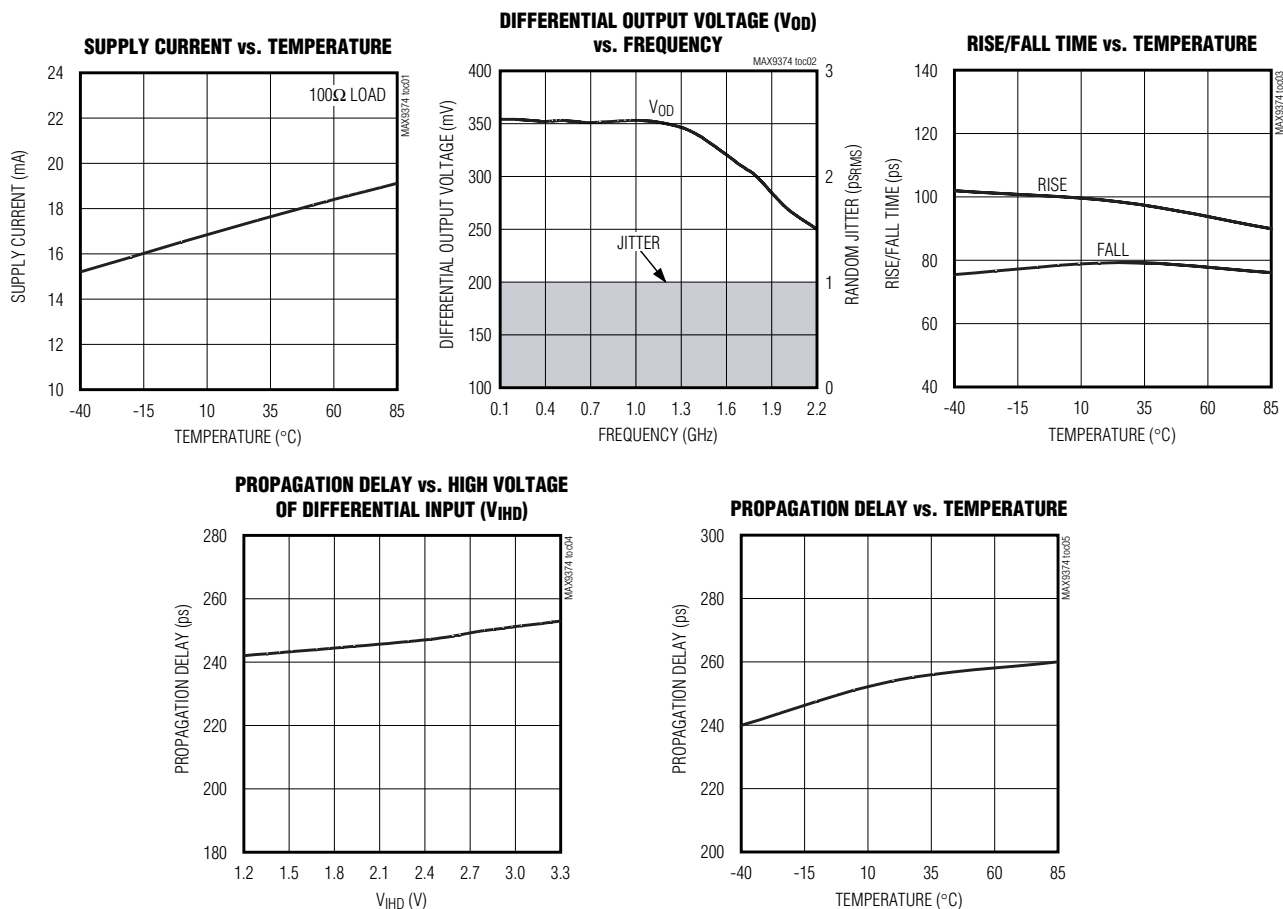 SUPPLY CURRENT vs. TEMPERATURE
MAX9374 toc01
100Ω LOAD
SUPPLY CURRENT (mA)
24
22
20
18
16
14
12
10
-40 -15 10 35 60 85
TEMPERATURE (°C)
DIFFERENTIAL OUTPUT VOLTAGE (VOD)
vs. FREQUENCY
MAX9374 toc02
DIFFERENTIAL OUTPUT VOLTAGE (mV)
400
350
300
250
200
150
100
VOD
JITTER
3
2
1
0
RANDOM JITTER (psRMS)
0.1 0.4 0.7 1.0 1.3 1.6 1.9 2.2
FREQUENCY (GHz)
RISE/FALL TIME vs. TEMPERATURE
MAX9374 toc03
RISE/FALL TIME (ps)
140
120
100
80
60
40
RISE
FALL
-40 -15 10 35 60 85
TEMPERATURE (°C)
PROPAGATION DELAY vs. HIGH VOLTAGE
OF DIFFERENTIAL INPUT (VIHD)
MAX9374 toc04
PROPAGATION DELAY (ps)
280
260
240
220
200
180
1.2 1.5 1.8 2.1 2.4 2.7 3.0 3.3
VIHD (V)
PROPAGATION DELAY vs. TEMPERATURE
MAX9374 toc05
PROPAGATION DELAY (ps)
300
280
260
240
220
200
-40 -15 10 35 60 85
TEMPERATURE (°C)